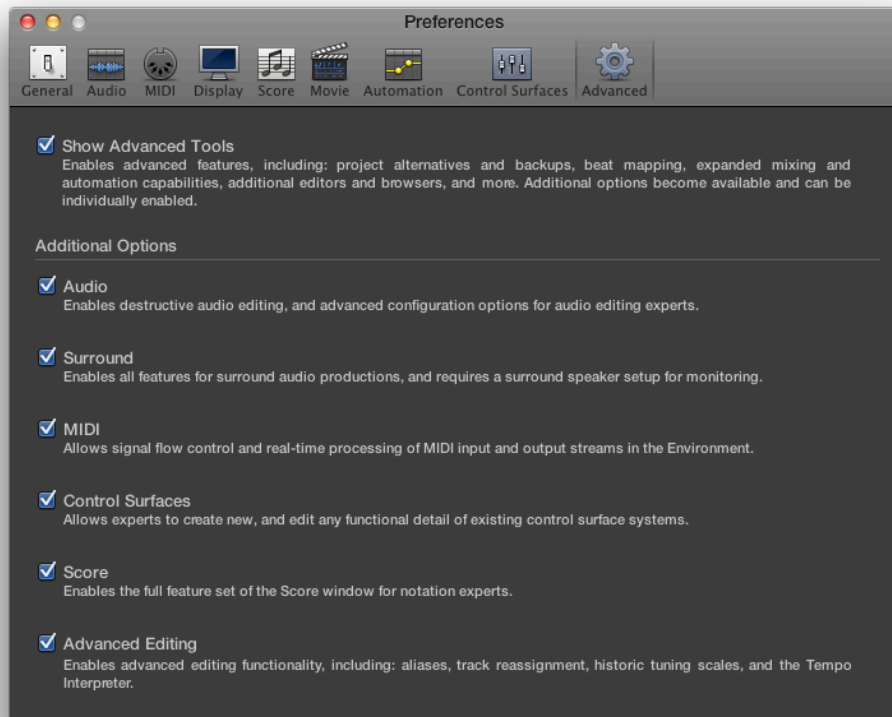 Preferences
General Audio MIDI Display Score Movie Automation Control Surfaces Advanced
Show Advanced Tools
Enables advanced features, including: project alternatives and backups, beat mapping, expanded mixing and
automation capabilities, additional editors and browsers, and more. Additional options become available and can be
individually enabled.
Additional Options
Audio
Enables destructive audio editing, and advanced configuration options for audio editing experts.
Surround
Enables all features for surround audio productions, and requires a surround speaker setup for monitoring.
MIDI
Allows signal flow control and real-time processing of MIDI input and output streams in the Environment.
Control Surfaces
Allows experts to create new, and edit any functional detail of existing control surface systems.
Score
Enables the full feature set of the Score window for notation experts.
Advanced Editing
Enables advanced editing functionality, including: aliases, track reassignment, historic tuning scales, and the Tempo
Interpreter.